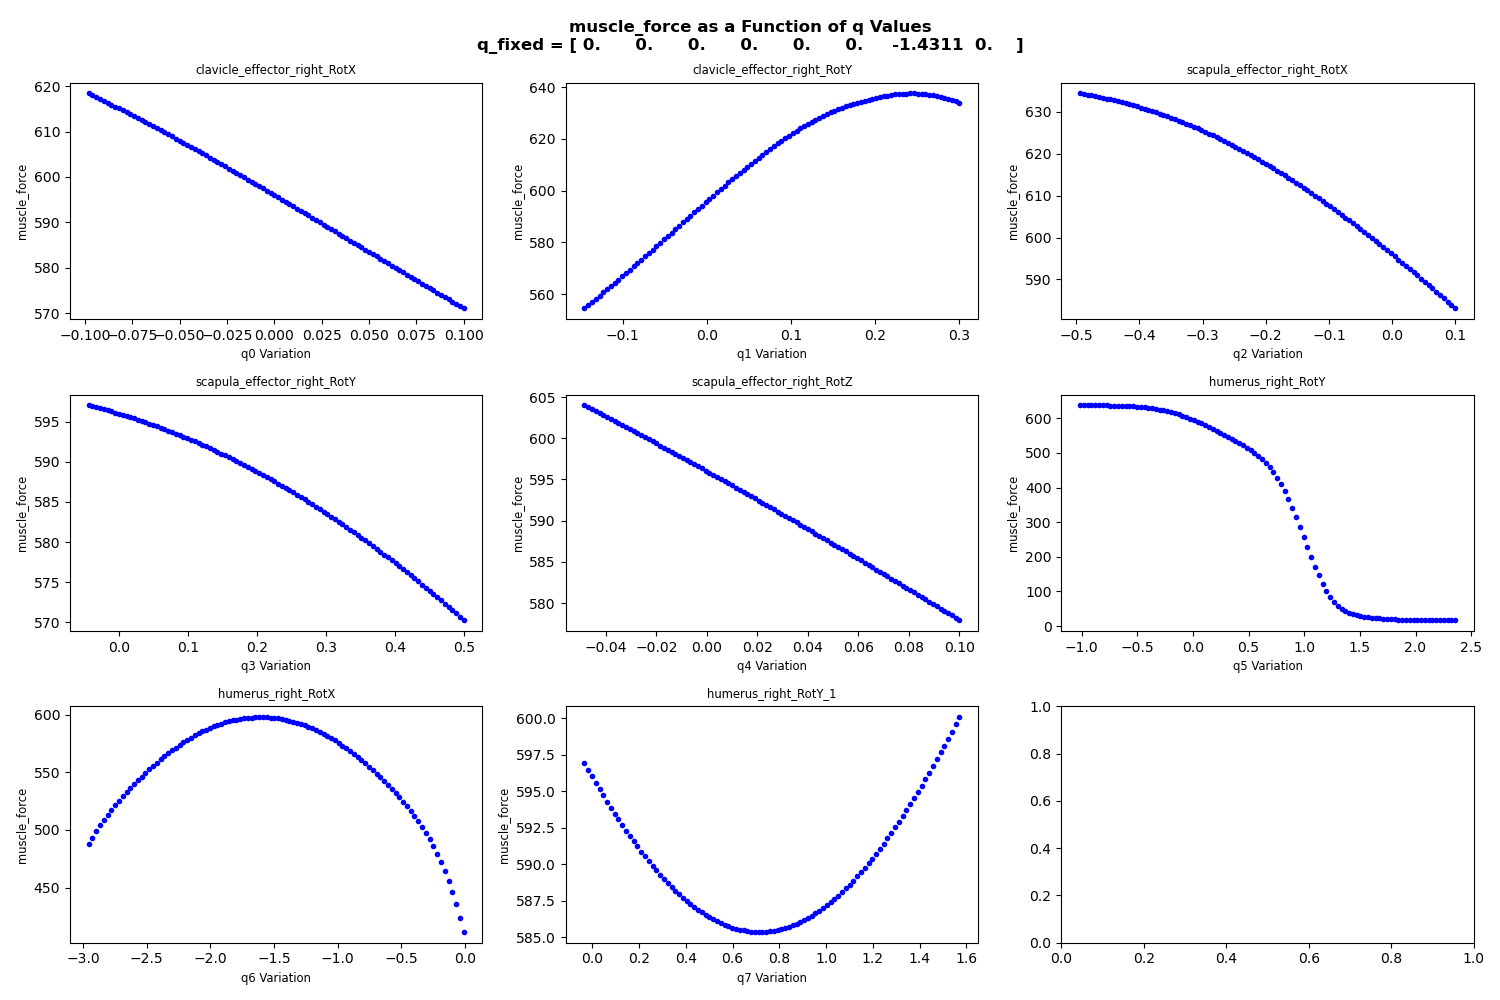 muscle_force as a Function of q Values
q_fixed = [ 0. 0. 0. 0. 0. 0. -1.4311 0. ]
clavicle_effector_right_RotX
620
610
600
590
580
570
muscle_force
−0.100 −0.075 −0.050 −0.025 0.000 0.025 0.050 0.075 0.100
q0 Variation
clavicle_effector_right_RotY
640
620
600
580
560
muscle_force
−0.1 0.0 0.1 0.2 0.3
q1 Variation
scapula_effector_right_RotX
630
620
610
600
590
muscle_force
−0.5 −0.4 −0.3 −0.2 −0.1 0.0 0.1
q2 Variation
scapula_effector_right_RotY
595
590
585
580
575
570
muscle_force
0.0 0.1 0.2 0.3 0.4 0.5
q3 Variation
scapula_effector_right_RotZ
605
600
595
590
585
580
muscle_force
−0.04 −0.02 0.00 0.02 0.04 0.06 0.08 0.10
q4 Variation
humerus_right_RotY
600
500
400
300
200
100
0
muscle_force
−1.0 −0.5 0.0 0.5 1.0 1.5 2.0 2.5
q5 Variation
humerus_right_RotX
600
550
500
450
muscle_force
−3.0 −2.5 −2.0 −1.5 −1.0 −0.5 0.0
q6 Variation
humerus_right_RotY_1
600.0
597.5
595.0
592.5
590.0
587.5
585.0
muscle_force
0.0 0.2 0.4 0.6 0.8 1.0 1.2 1.4 1.6
q7 Variation
1.0
0.8
0.6
0.4
0.2
0.0
0.0 0.2 0.4 0.6 0.8 1.0